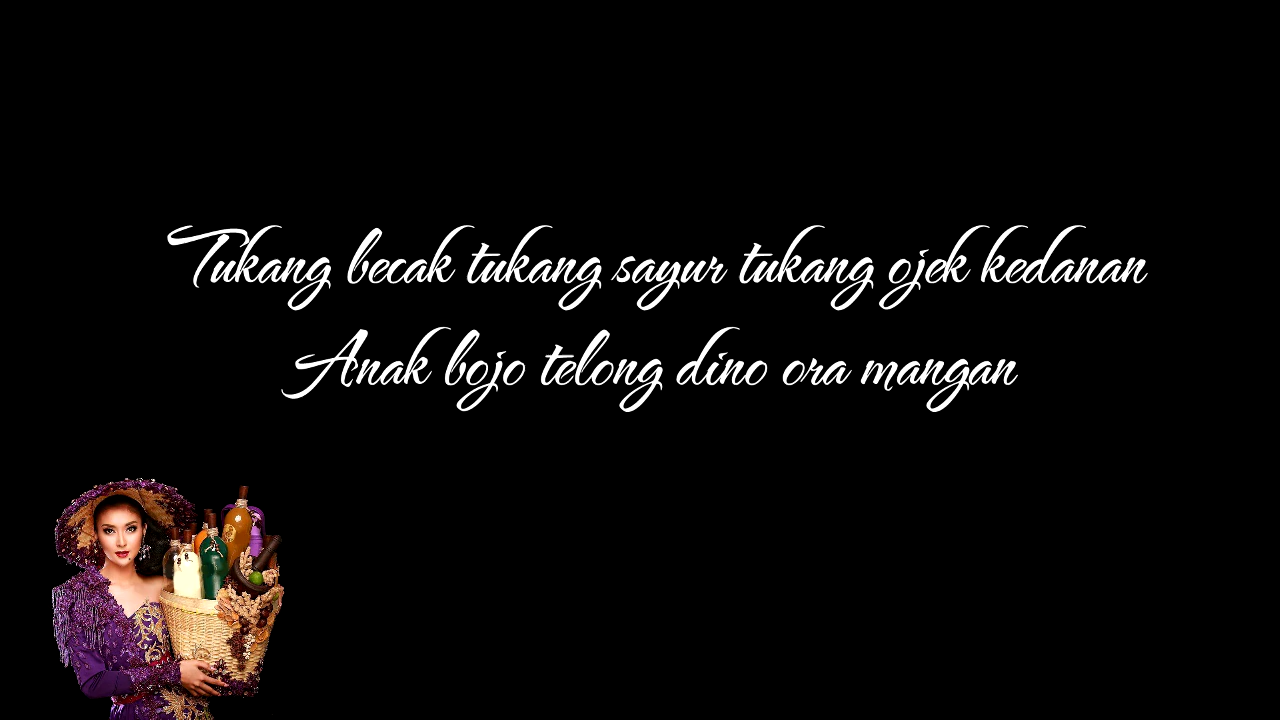 Tukang becak tukang sayur tukang ojek kedanan
Anak bojo telong dino ora mangan